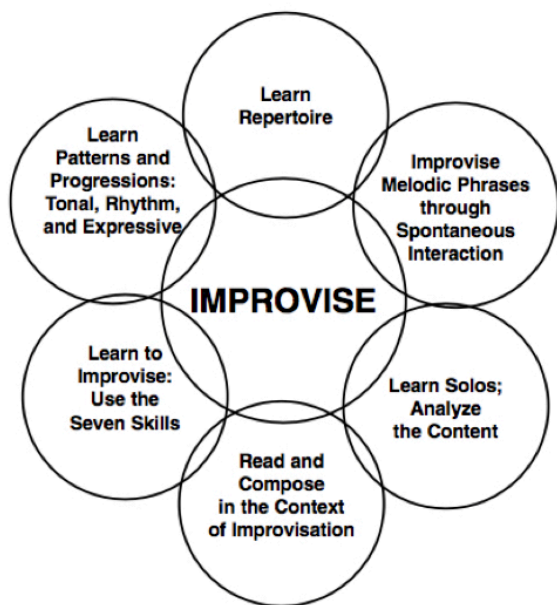 Learn
Repertoire
Improvise
Melodic Phrases
through
Spontaneous
Interaction
Learn Solos;
Analyze
the Content
Read and
Compose
in the Context
of Improvisation
Learn to
Improvise:
Use the
Seven Skills
Learn
Patterns and
Progressions:
Tonal, Rhythm,
and Expressive
IMPROVISE